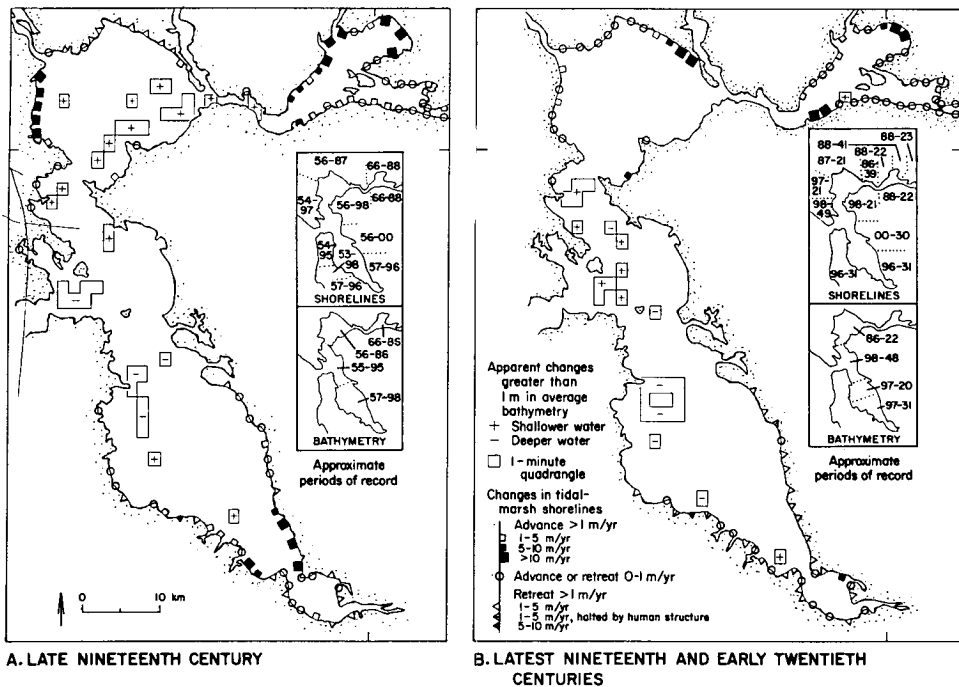 56-87
66-88
54-
97
66-88
56-98
56-00
54-
95
53-
98
57-96
57-96
SHORELINES
66-85
56-86
55-95
57-98
BATHYMETRY
Approximate
periods of record
0 10 km
A. LATE NINETEENTH CENTURY
88-23
88-41
88-22
87-21
86-
39
97-
21
98-
49
98-21
88-22
00-30
96-31
96-31
SHORELINES
86-22
98-48
97-20
97-31
BATHYMETRY
Approximate
periods of record
Apparent changes
greater than
1 m in average
bathymetry
+ Shallower water
– Deeper water
1-minute
quadrangle
Changes in tidal-
marsh shorelines
Advance >1 m/yr
1-5 m/yr
5-10 m/yr
>10 m/yr
Advance or retreat 0-1 m/yr
Retreat >1 m/yr
1-5 m/yr
1-5 m/yr, halted by human structure
5-10 m/yr
B. LATEST NINETEENTH AND EARLY TWENTIETH
CENTURIES